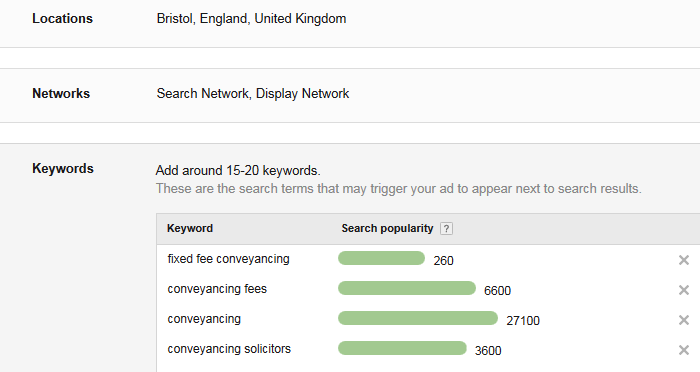 Locations Bristol, England, United Kingdom
Networks Search Network, Display Network
Keywords Add around 15-20 keywords.
These are the search terms that may trigger your ad to appear next to search results.
Keyword Search popularity ?
fixed fee conveyancing 260
conveyancing fees 6600
conveyancing 27100
conveyancing solicitors 3600